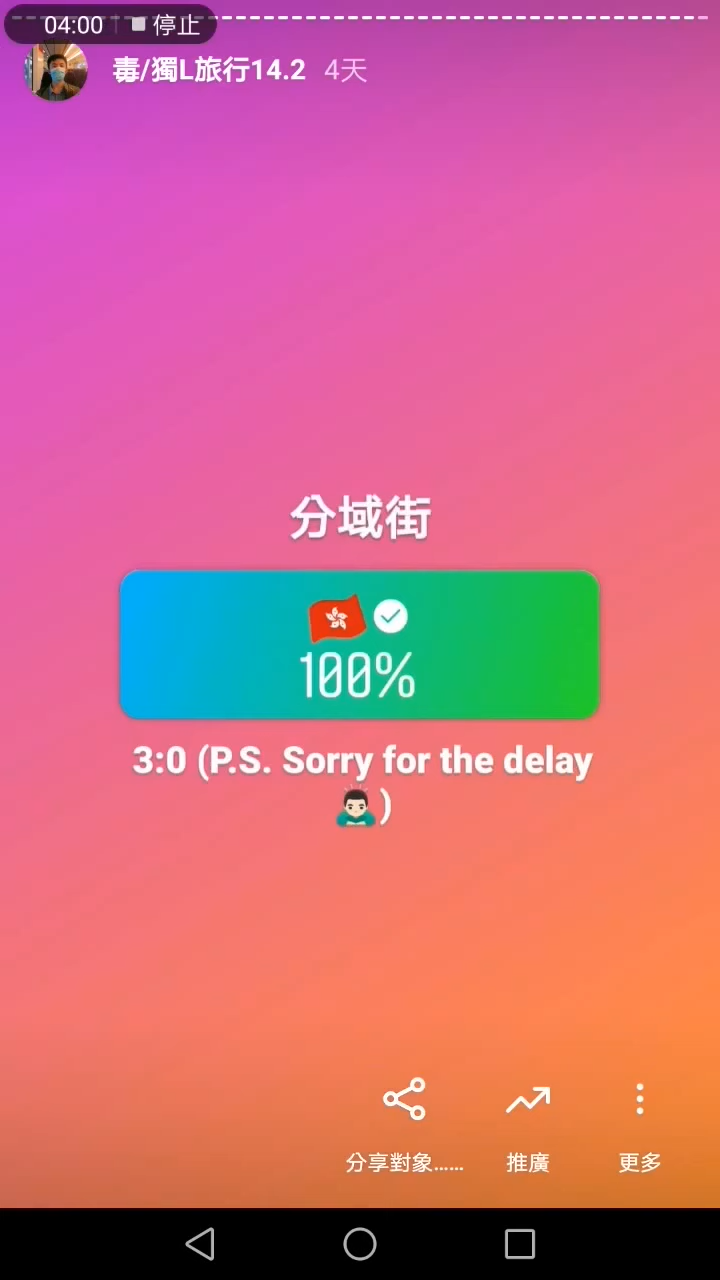 04:00 停止
毒/獨L旅行14.2 4天
分域街
100%
3:0 (P.S. Sorry for the delay
🙇🏻‍♂️)
分享對象...... 推廣 更多